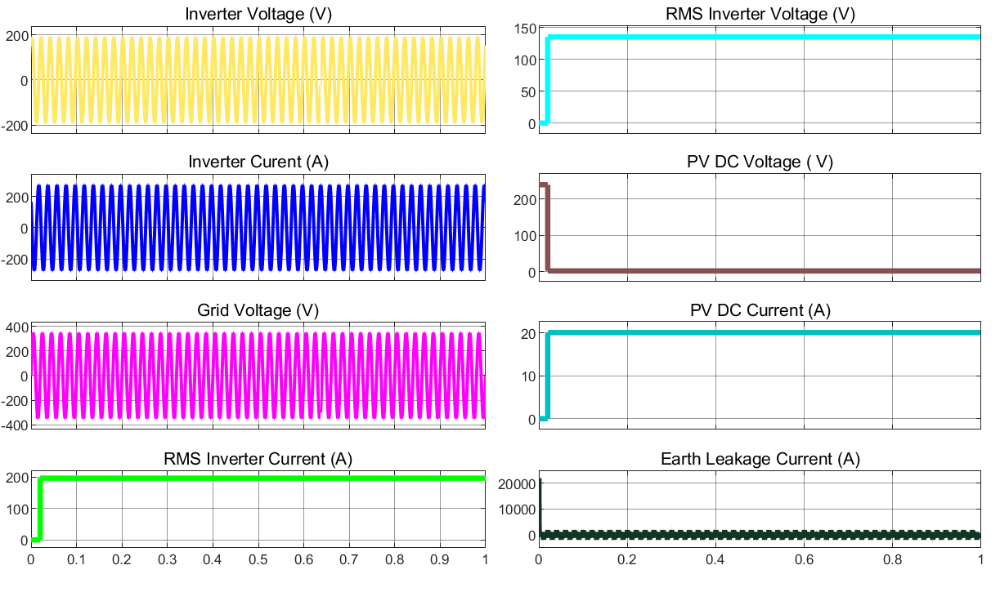 Inverter Voltage (V)
200
0
-200
Inverter Curent (A)
200
0
-200
Grid Voltage (V)
400
200
0
-200
-400
RMS Inverter Current (A)
200
100
0
0 0.1 0.2 0.3 0.4 0.5 0.6 0.7 0.8 0.9 1
RMS Inverter Voltage (V)
150
100
50
0
PV DC Voltage ( V)
200
100
0
PV DC Current (A)
20
10
0
Earth Leakage Current (A)
20000
10000
0
0 0.2 0.4 0.6 0.8 1